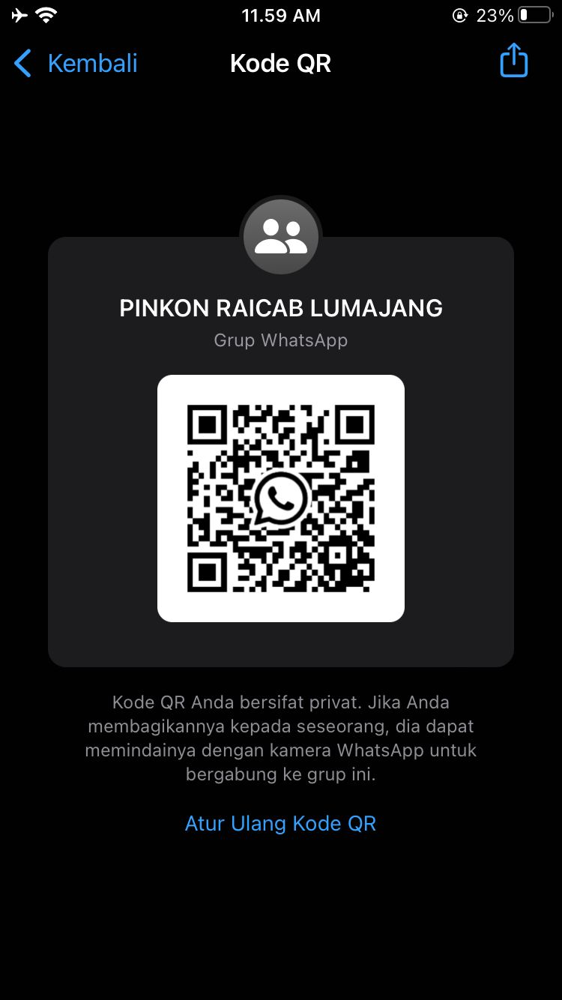 11.59 AM
23%
Kembali
Kode QR
PINKON RAICAB LUMAJANG
Grup WhatsApp
Kode QR Anda bersifat privat. Jika Anda
membagikannya kepada seseorang, dia dapat
memindainya dengan kamera WhatsApp untuk
bergabung ke grup ini.
Atur Ulang Kode QR